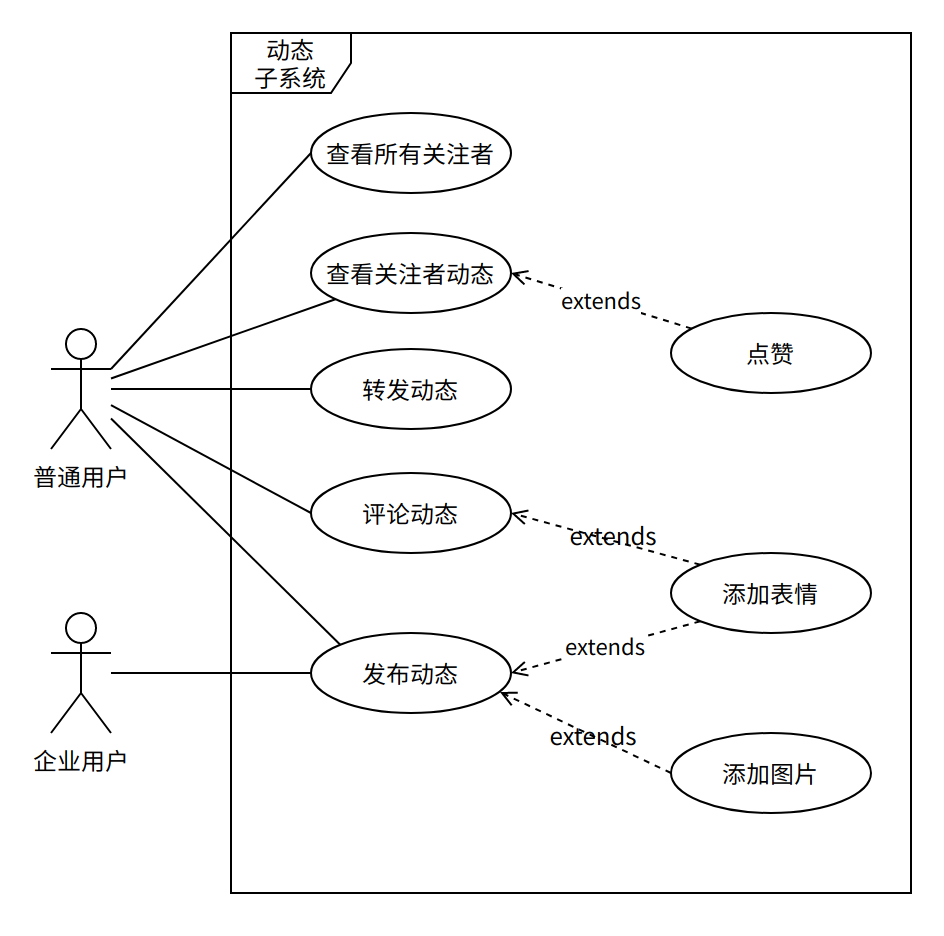 动态
子系统
查看所有关注者
查看关注者动态
extends
点赞
转发动态
普通用户
评论动态
extends
添加表情
extends
发布动态
extends
企业用户
添加图片